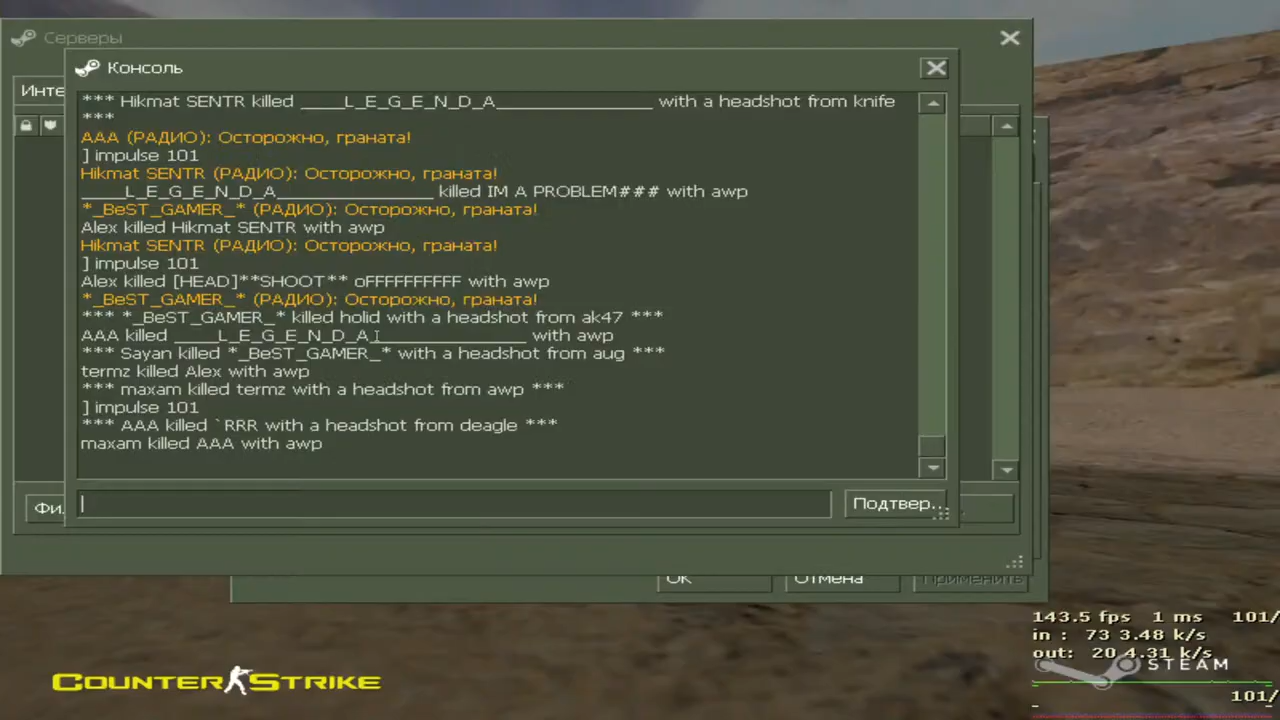 Серверы
Консоль
Инте
*** Hikmat SENTR killed _____L_E_G_E_N_D_A________________ with a headshot from knife
***
AAA (РАДИО): Осторожно, граната!
] impulse 101
Hikmat SENTR (РАДИО): Осторожно, граната!
_____L_E_G_E_N_D_A________________ killed IM A PROBLEM### with awp
*_BeST_GAMER_* (РАДИО): Осторожно, граната!
Alex killed Hikmat SENTR with awp
Hikmat SENTR (РАДИО): Осторожно, граната!
] impulse 101
Alex killed [HEAD]**SHOOT** oFFFFFFFFFF with awp
*_BeST_GAMER_* (РАДИО): Осторожно, граната!
*** *_BeST_GAMER_* killed holid with a headshot from ak47 ***
AAA killed _____L_E_G_E_N_D_A________________ with awp
*** Sayan killed *_BeST_GAMER_* with a headshot from aug ***
termz killed Alex with awp
*** maxam killed termz with a headshot from awp ***
] impulse 101
*** AAA killed `RRR with a headshot from deagle ***
maxam killed AAA with awp
Фи.
Подтвер...
OK
Отмена
Применить
143.5 fps 1 ms 101/
in : 73 3.48 k/s
out: 20 4.31 k/s
STEAM
COUNTER STRIKE
101/